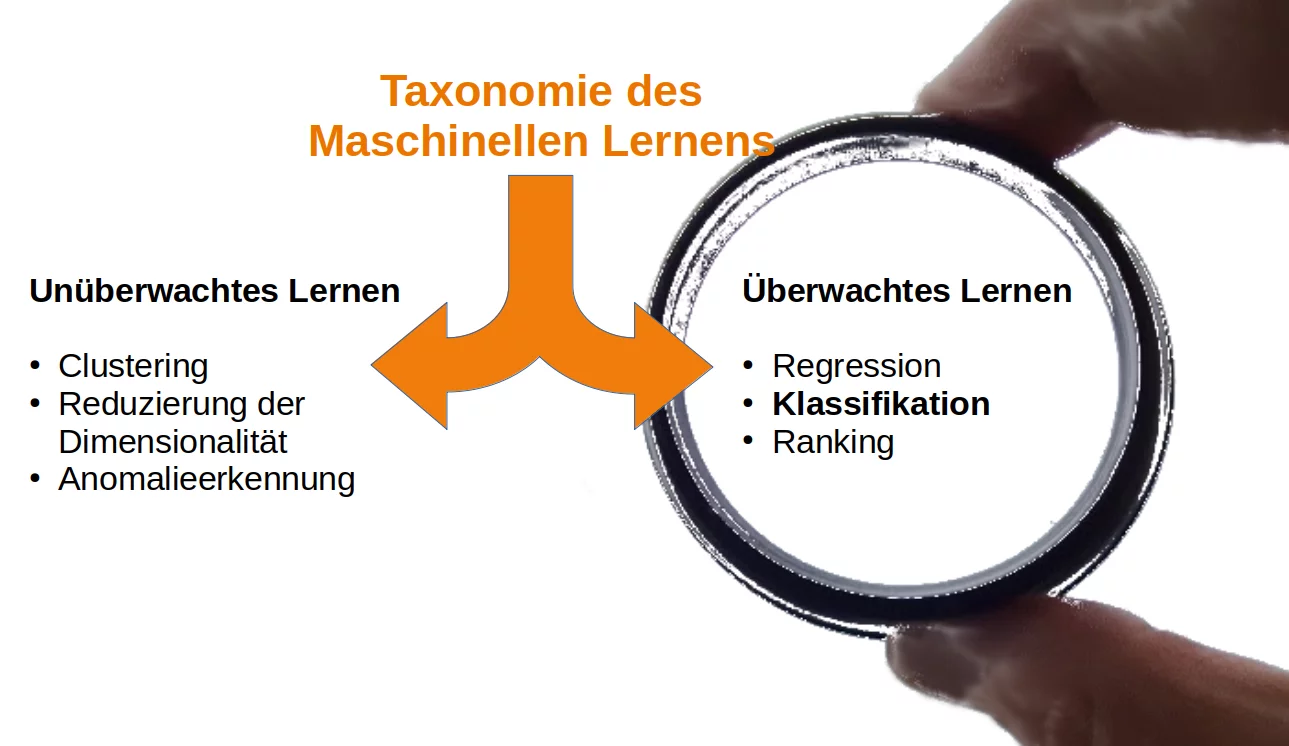 Taxonomie des
Maschinellen Lernens
Unüberwachtes Lernen
• Clustering
• Reduzierung der
Dimensionalität
• Anomalieerkennung
Überwachtes Lernen
• Regression
• Klassifikation
• Ranking